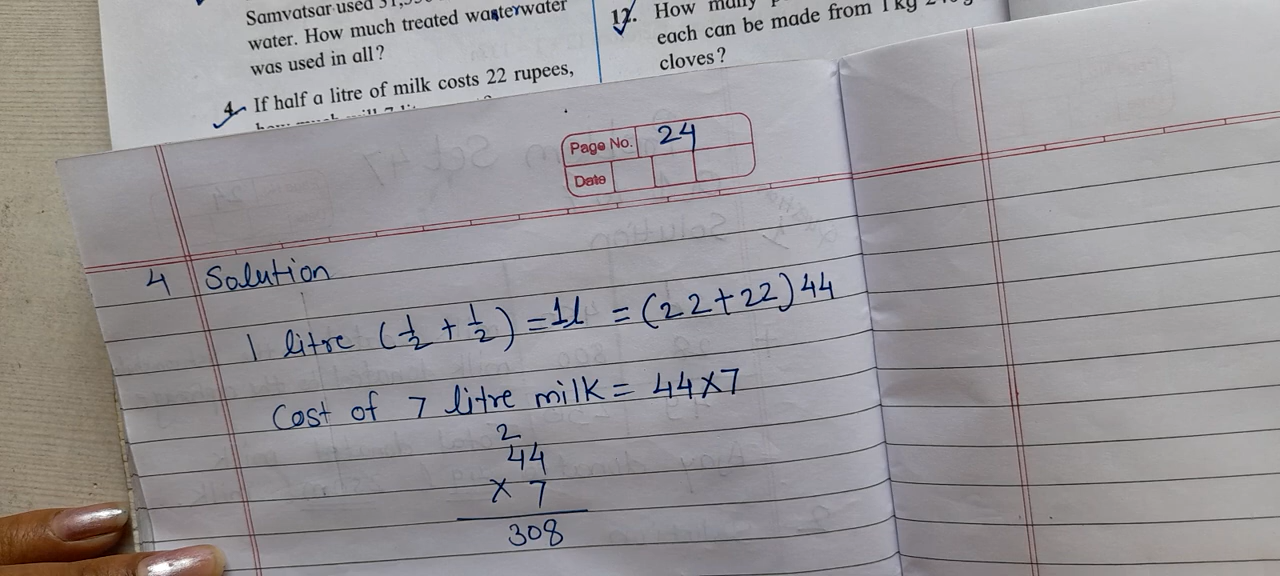 Samvatsar used 31,
water. How much treated wasterwater
was used in all?
4. If half a litre of milk costs 22 rupees,
12. How many
each can be made from 1 kg 240 g
cloves?
Page No. 24
Date
4 Solution
1 litre (1/2 + 1/2) = 1l = (22+22) 44
Cost of 7 litre milk = 44×7
2
44
× 7
308